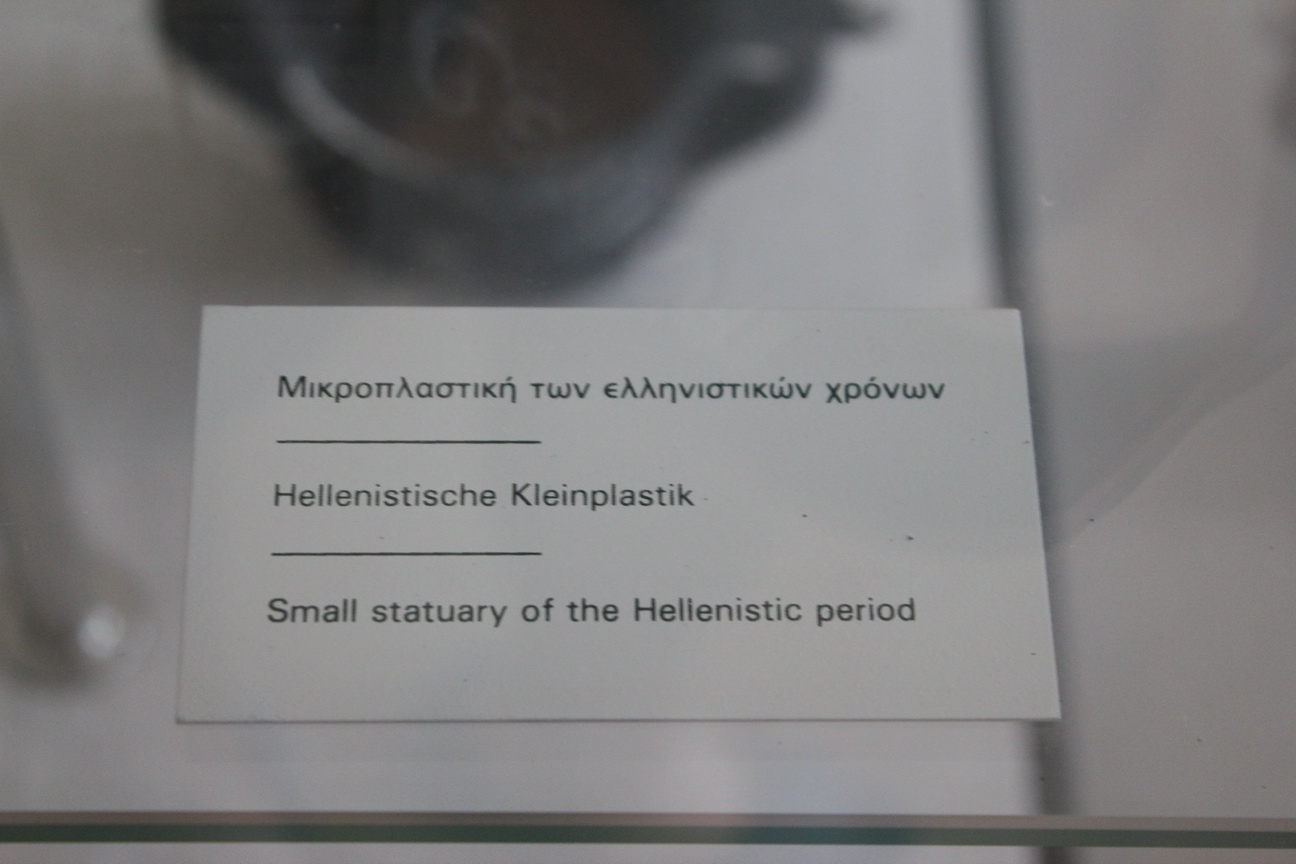 Μικροπλαστική των ελληνιστικών χρόνων
Hellenistische Kleinplastik
Small statuary of the Hellenistic period